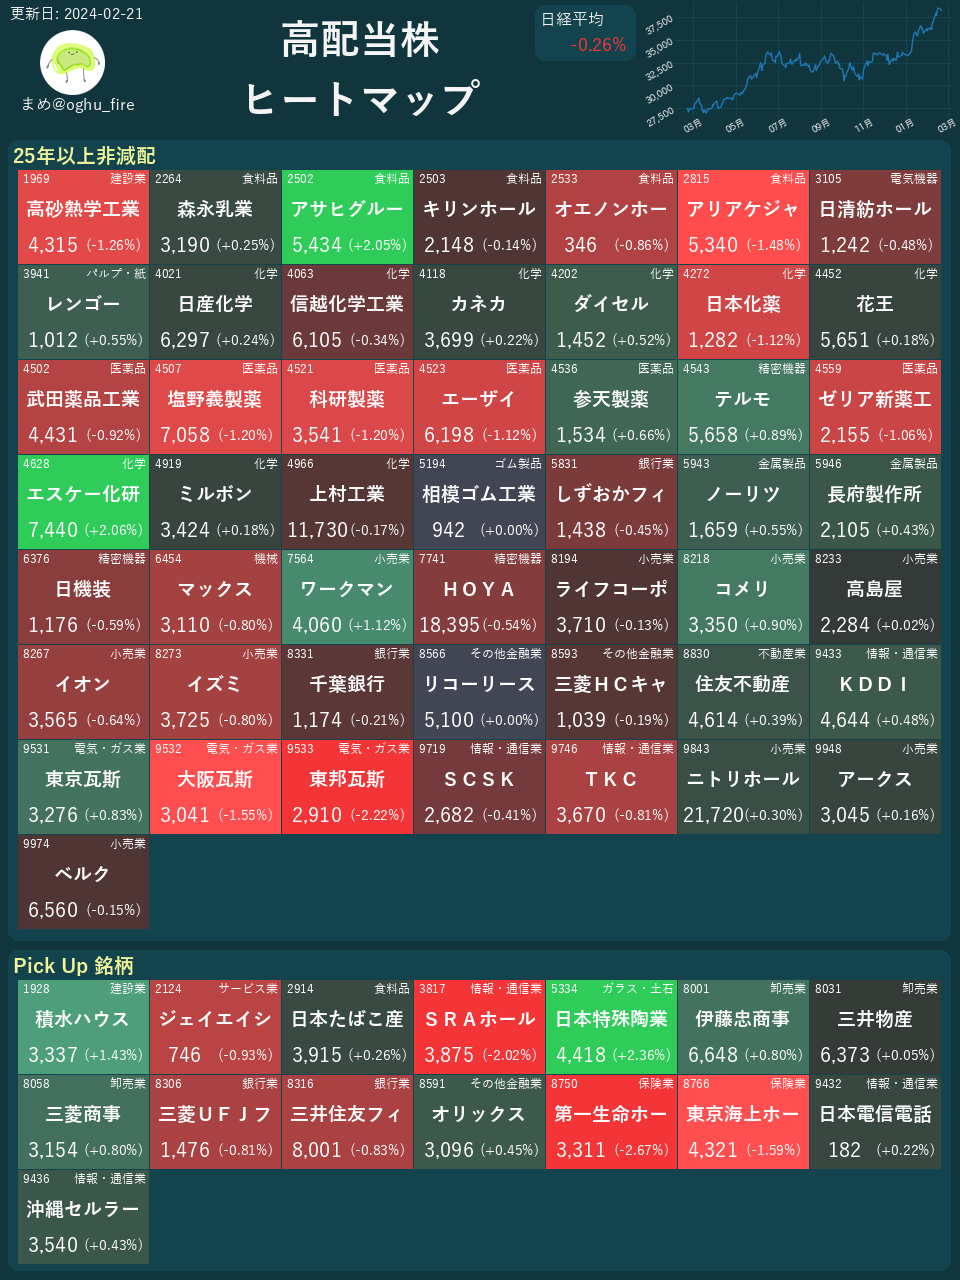 更新日: 2024-02-21
まめ@oghu_fire
高配当株
ヒートマップ
日経平均
-0.26%
37,500
35,000
32,500
30,000
27,500
03月 05月 07月 09月 11月 01月 03月
25年以上非減配
1969 建設業 2264 食料品 2502 食料品 2503 食料品 2533 食料品 2815 食料品 3105 電気機器
高砂熱学工業 森永乳業 アサヒグルー キリンホール オエノンホー アリアケジャ 日清紡ホール
4,315 (-1.26%) 3,190 (+0.25%) 5,434 (+2.05%) 2,148 (-0.14%) 346 (-0.86%) 5,340 (-1.48%) 1,242 (-0.48%)
3941 パルプ・紙 4021 化学 4063 化学 4118 化学 4202 化学 4272 化学 4452 化学
レンゴー 日産化学 信越化学工業 カネカ ダイセル 日本化薬 花王
1,012 (+0.55%) 6,297 (+0.24%) 6,105 (-0.34%) 3,699 (+0.22%) 1,452 (+0.52%) 1,282 (-1.12%) 5,651 (+0.18%)
4502 医薬品 4507 医薬品 4521 医薬品 4523 医薬品 4536 医薬品 4543 精密機器 4559 医薬品
武田薬品工業 塩野義製薬 科研製薬 エーザイ 参天製薬 テルモ ゼリア新薬工
4,431 (-0.92%) 7,058 (-1.20%) 3,541 (-1.20%) 6,198 (-1.12%) 1,534 (+0.66%) 5,658 (+0.89%) 2,155 (-1.06%)
4628 化学 4919 化学 4966 化学 5194 ゴム製品 5831 銀行業 5943 金属製品 5946 金属製品
エスケー化研 ミルボン 上村工業 相模ゴム工業 しずおかフィ ノーリツ 長府製作所
7,440 (+2.06%) 3,424 (+0.18%) 11,730 (-0.17%) 942 (+0.00%) 1,438 (-0.45%) 1,659 (+0.55%) 2,105 (+0.43%)
6376 精密機器 6454 機械 7564 小売業 7741 精密機器 8194 小売業 8218 小売業 8233 小売業
日機装 マックス ワークマン ＨＯＹＡ ライフコーポ コメリ 高島屋
1,176 (-0.59%) 3,110 (-0.80%) 4,060 (+1.12%) 18,395 (-0.54%) 3,710 (-0.13%) 3,350 (+0.90%) 2,284 (+0.02%)
8267 小売業 8273 小売業 8331 銀行業 8566 その他金融業 8593 その他金融業 8830 不動産業 9433 情報・通信業
イオン イズミ 千葉銀行 リコーリース 三菱ＨＣキャ 住友不動産 ＫＤＤＩ
3,565 (-0.64%) 3,725 (-0.80%) 1,174 (-0.21%) 5,100 (+0.00%) 1,039 (-0.19%) 4,614 (+0.39%) 4,644 (+0.48%)
9531 電気・ガス業 9532 電気・ガス業 9533 電気・ガス業 9719 情報・通信業 9746 情報・通信業 9843 小売業 9948 小売業
東京瓦斯 大阪瓦斯 東邦瓦斯 ＳＣＳＫ ＴＫＣ ニトリホール アークス
3,276 (+0.83%) 3,041 (-1.55%) 2,910 (-2.22%) 2,682 (-0.41%) 3,670 (-0.81%) 21,720 (+0.30%) 3,045 (+0.16%)
9974 小売業
ベルク
6,560 (-0.15%)
Pick Up 銘柄
1928 建設業 2124 サービス業 2914 食料品 3817 情報・通信業 5334 ガラス・土石 8001 卸売業 8031 卸売業
積水ハウス ジェイエイシ 日本たばこ産 ＳＲＡホール 日本特殊陶業 伊藤忠商事 三井物産
3,337 (+1.43%) 746 (-0.93%) 3,915 (+0.26%) 3,875 (-2.02%) 4,418 (+2.36%) 6,648 (+0.80%) 6,373 (+0.05%)
8058 卸売業 8306 銀行業 8316 銀行業 8591 その他金融業 8750 保険業 8766 保険業 9432 情報・通信業
三菱商事 三菱ＵＦＪフ 三井住友フィ オリックス 第一生命ホー 東京海上ホー 日本電信電話
3,154 (+0.80%) 1,476 (-0.81%) 8,001 (-0.83%) 3,096 (+0.45%) 3,311 (-2.67%) 4,321 (-1.59%) 182 (+0.22%)
9436 情報・通信業
沖縄セルラー
3,540 (+0.43%)